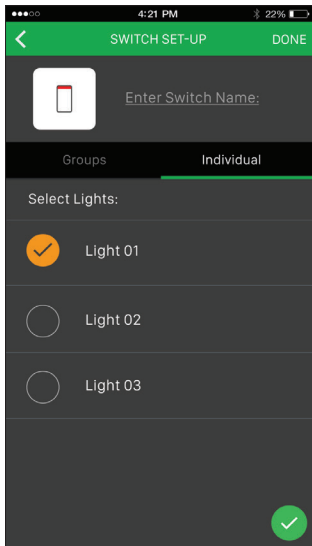 4:21 PM 22%
SWITCH SET-UP DONE
Enter Switch Name:
Groups Individual
Select Lights:
Light 01
Light 02
Light 03